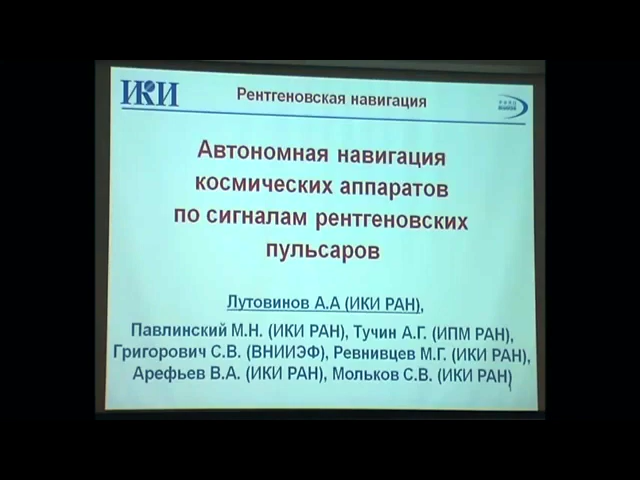 ИКИ
Рентгеновская навигация
Автономная навигация
космических аппаратов
по сигналам рентгеновских
пульсаров
Лутовинов А.А (ИКИ РАН),
Павлинский М.Н. (ИКИ РАН), Тучин А.Г. (ИПМ РАН),
Григорович С.В. (ВНИИЭФ), Ревнивцев М.Г. (ИКИ РАН),
Арефьев В.А. (ИКИ РАН), Мольков С.В. (ИКИ РАН)